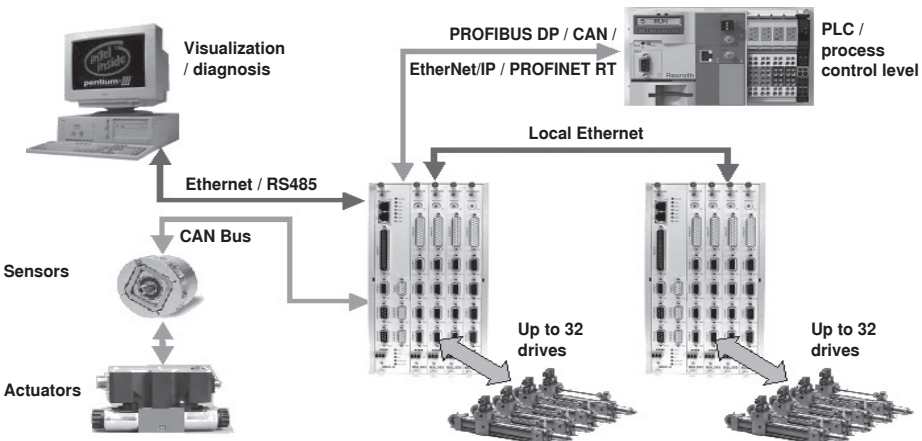 Visualization
/ diagnosis
intel
inside
pentium III
PROFIBUS DP / CAN /
EtherNet/IP / PROFINET RT
RUN
Rexroth
PLC /
process
control level
Local Ethernet
Ethernet / RS485
CAN Bus
Sensors
Actuators
Up to 32
drives
Up to 32
drives